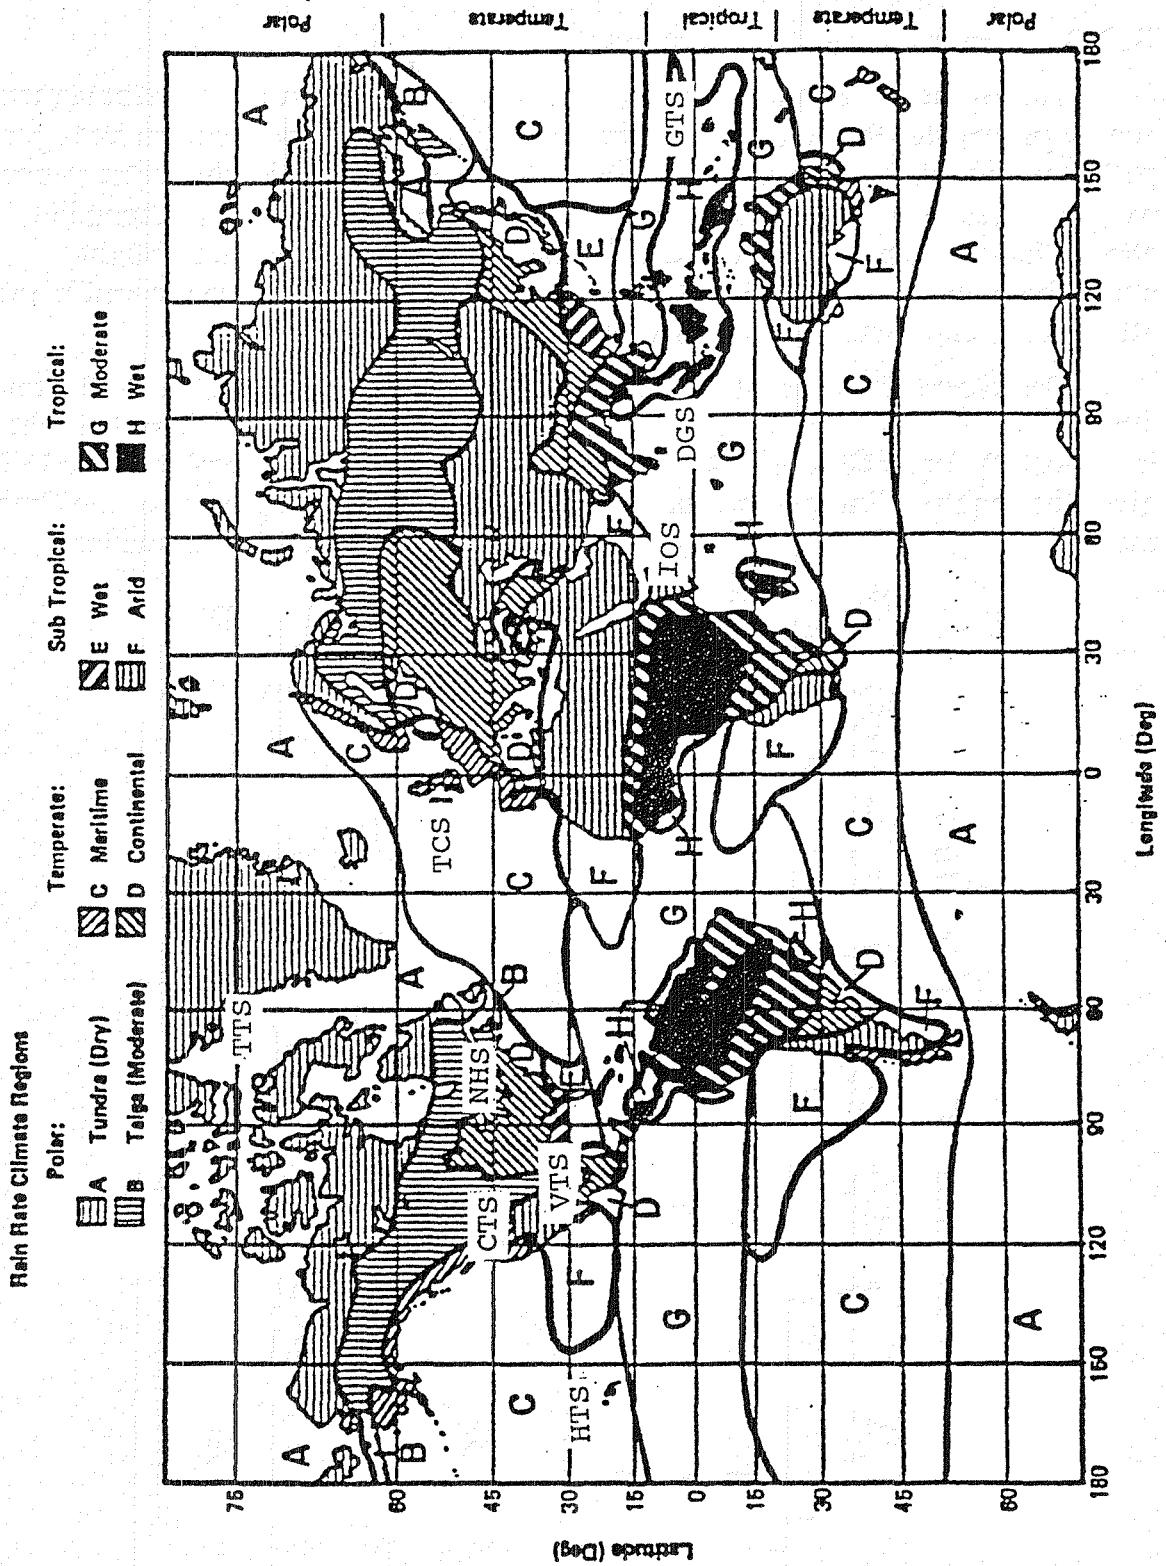 Rain Rate Climate Regions
Polar: Temperate: Sub Tropical: Tropical:
A Tundra (Dry) C Maritime E Wet G Moderate
B Taiga (Moderate) D Continental F Arid H Wet
Latitude (Deg)
75 TTS A
A A
C
60 B A D A B
TCS
45 CTS NHS
C B D C D D C
VTS
30 HTS F E E
F
H F
15 D G
G G IOS GTS
0 H DGS H
G H
15 G
F H F F
30 C
C D C C D D
F
45 F
A A
60
A
180 150 120 90 60 30 0 30 60 90 120 150 180
Longitude (Deg)
Polar
Temperate
Tropical
Temperate
Polar